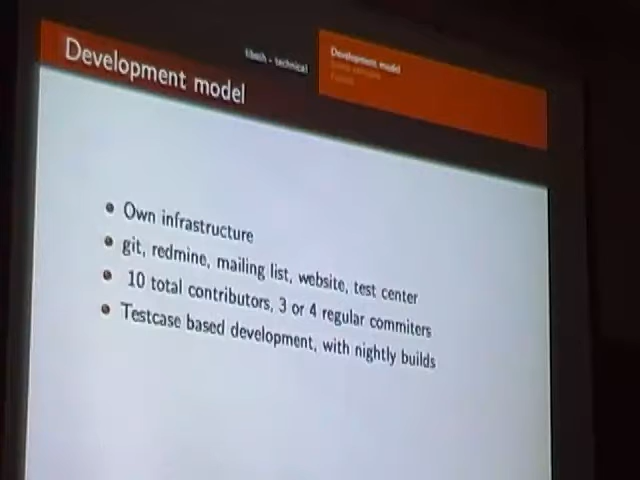 Development model
- technical
Development model
Own infrastructure
git, redmine, mailing list, website, test center
10 total contributors, 3 or 4 regular commiters
Testcase based development, with nightly builds